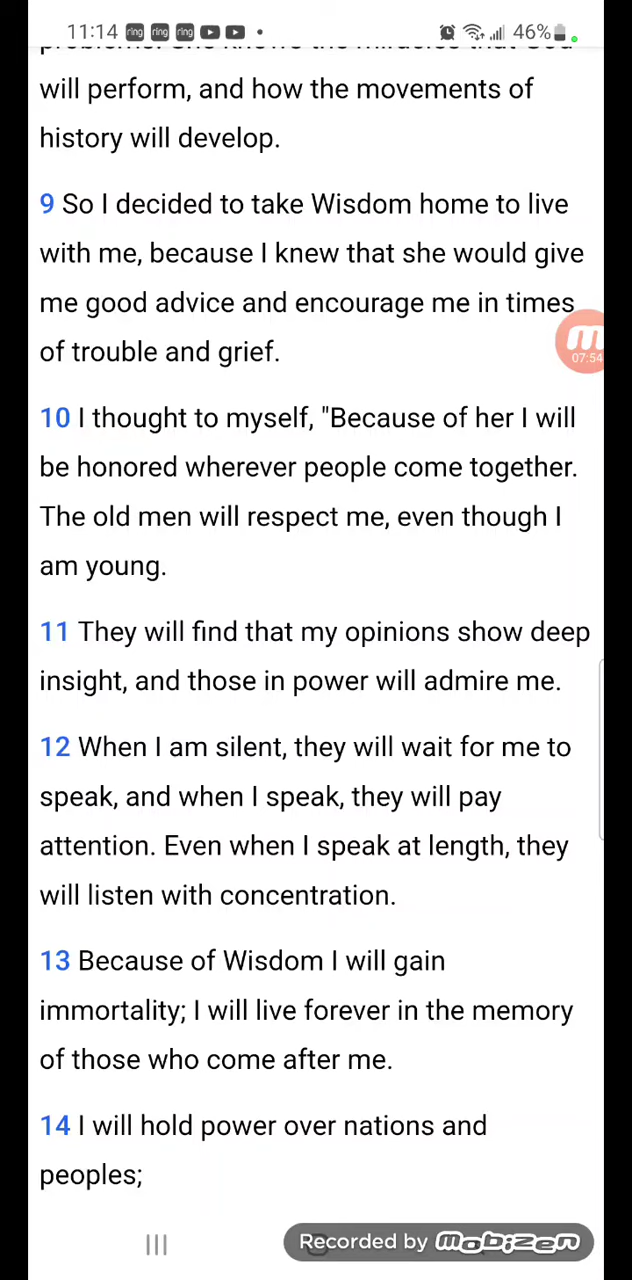 11:14 ring ring ring 46%
will perform, and how the movements of
history will develop.
9 So I decided to take Wisdom home to live
with me, because I knew that she would give
me good advice and encourage me in times
of trouble and grief.
m
07:54
10 I thought to myself, "Because of her I will
be honored wherever people come together.
The old men will respect me, even though I
am young.
11 They will find that my opinions show deep
insight, and those in power will admire me.
12 When I am silent, they will wait for me to
speak, and when I speak, they will pay
attention. Even when I speak at length, they
will listen with concentration.
13 Because of Wisdom I will gain
immortality; I will live forever in the memory
of those who come after me.
14 I will hold power over nations and
peoples;
Recorded by mobizen